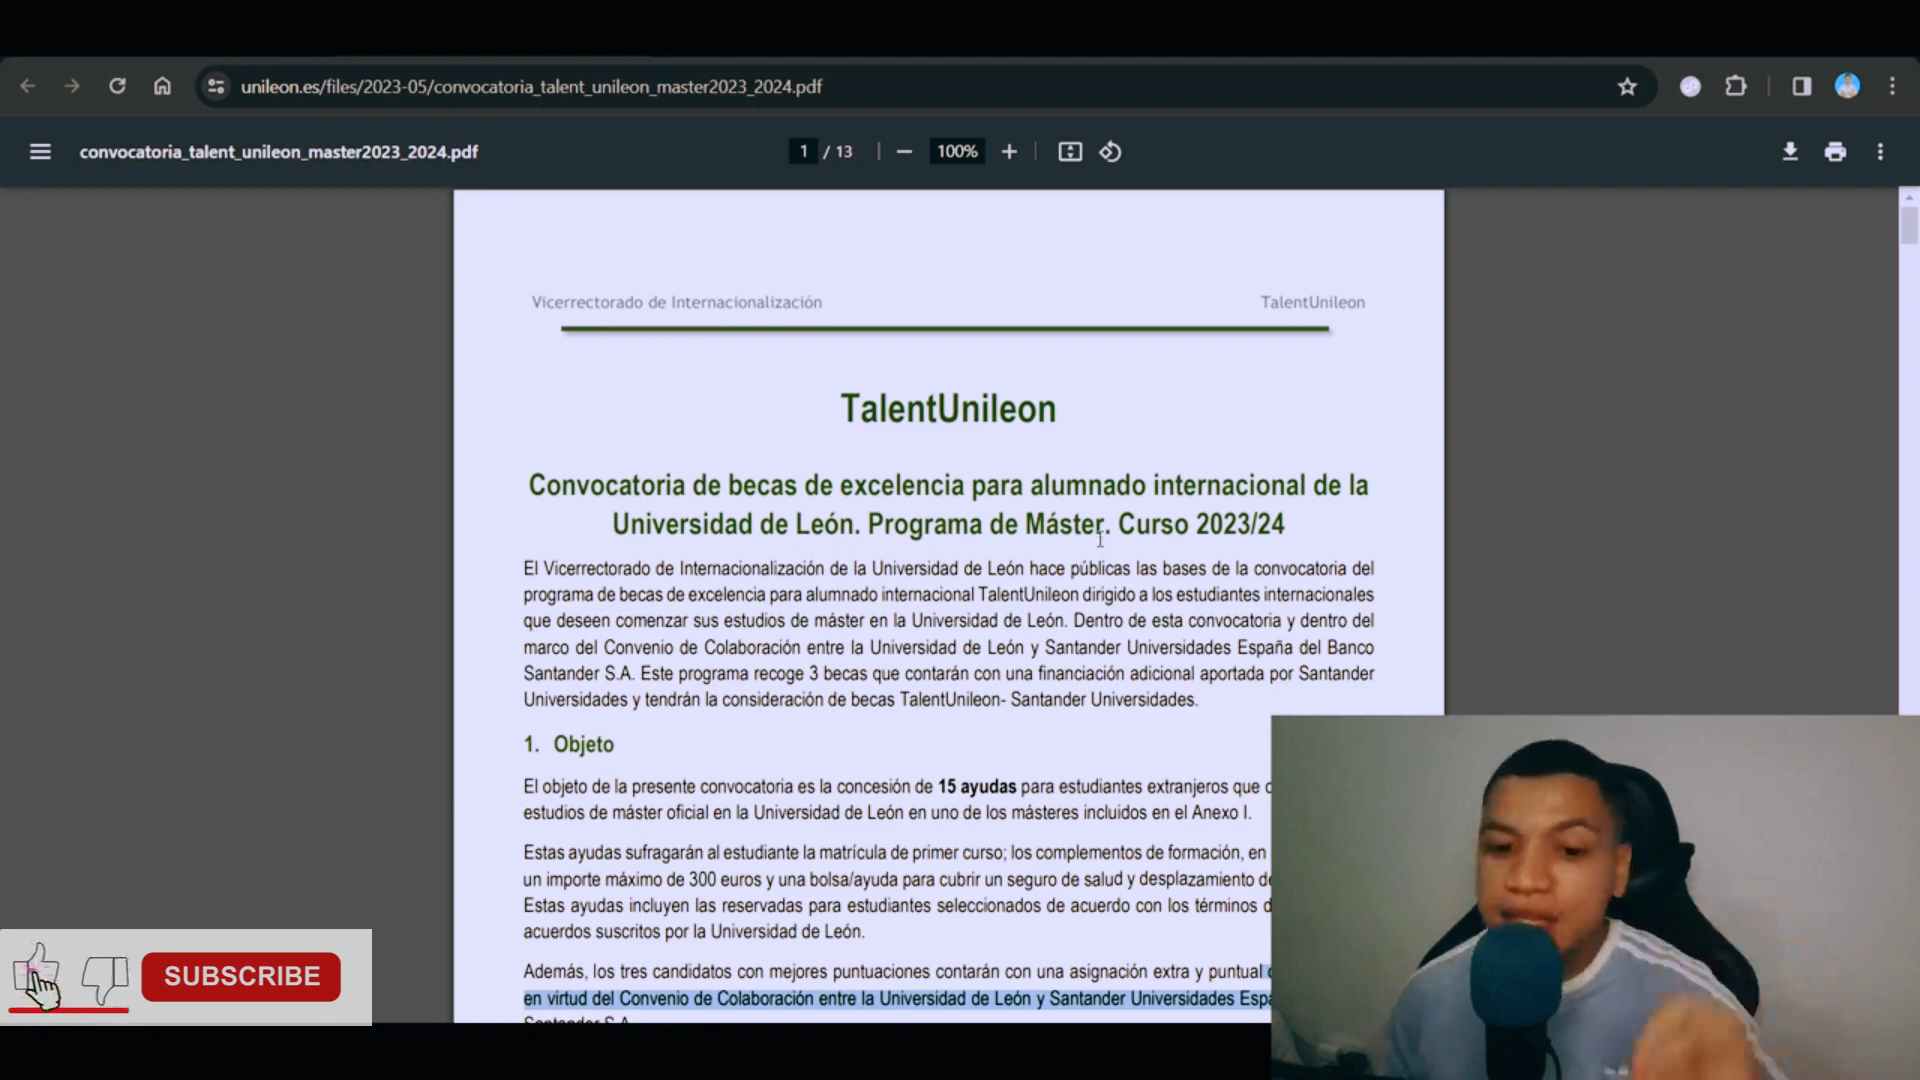 unileon.es/files/2023-05/convocatoria_talent_unileon_master2023_2024.pdf
convocatoria_talent_unileon_master2023_2024.pdf
1 / 13
100%
Vicerrectorado de Internacionalización
TalentUnileon
TalentUnileon
Convocatoria de becas de excelencia para alumnado internacional de la
Universidad de León. Programa de Máster. Curso 2023/24
El Vicerrectorado de Internacionalización de la Universidad de León hace públicas las bases de la convocatoria del
programa de becas de excelencia para alumnado internacional TalentUnileon dirigido a los estudiantes internacionales
que deseen comenzar sus estudios de máster en la Universidad de León. Dentro de esta convocatoria y dentro del
marco del Convenio de Colaboración entre la Universidad de León y Santander Universidades España del Banco
Santander S.A. Este programa recoge 3 becas que contarán con una financiación adicional aportada por Santander
Universidades y tendrán la consideración de becas TalentUnileon- Santander Universidades.
1. Objeto
El objeto de la presente convocatoria es la concesión de 15 ayudas para estudiantes extranjeros que
estudios de máster oficial en la Universidad de León en uno de los másteres incluidos en el Anexo I.
Estas ayudas sufragarán al estudiante la matrícula de primer curso; los complementos de formación, en
un importe máximo de 300 euros y una bolsa/ayuda para cubrir un seguro de salud y desplazamiento
Estas ayudas incluyen las reservadas para estudiantes seleccionados de acuerdo con los términos
acuerdos suscritos por la Universidad de León.
Además, los tres candidatos con mejores puntuaciones contarán con una asignación extra y puntual
en virtud del Convenio de Colaboración entre la Universidad de León y Santander Universidades
SUBSCRIBE